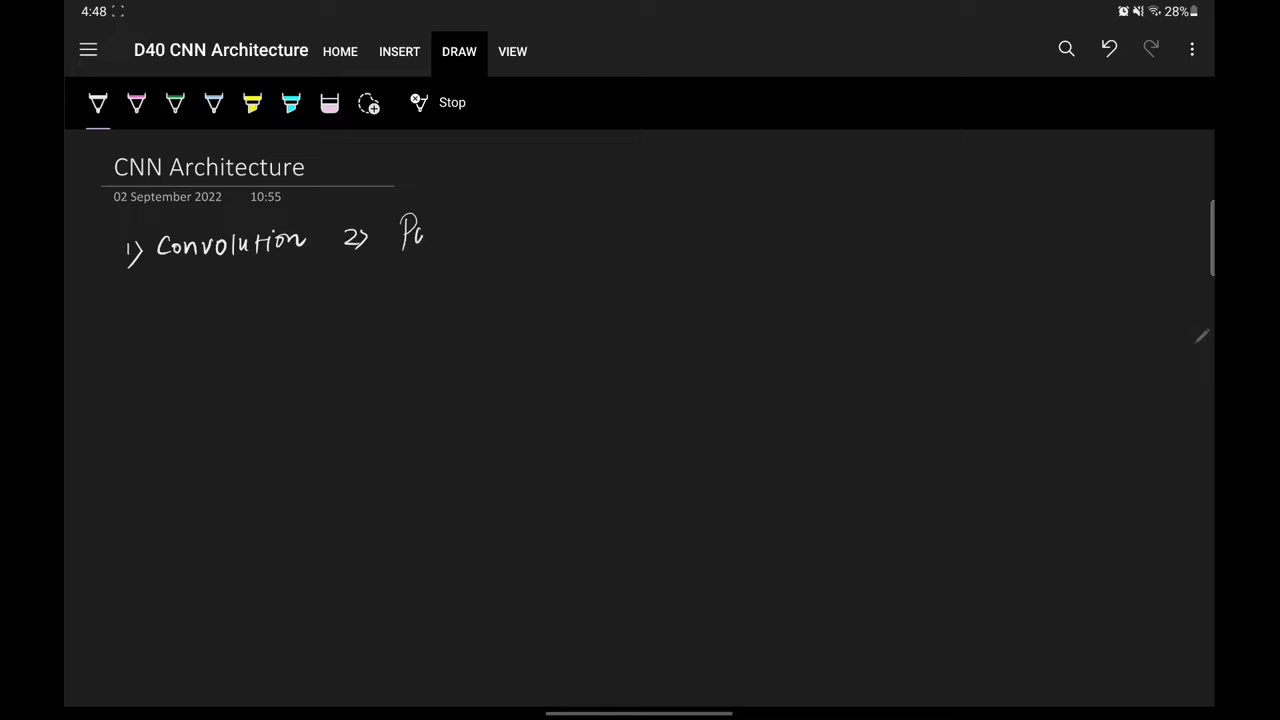 4:48 28%
D40 CNN Architecture HOME INSERT DRAW VIEW
Stop
CNN Architecture
02 September 2022 10:55
1) Convolution 2)